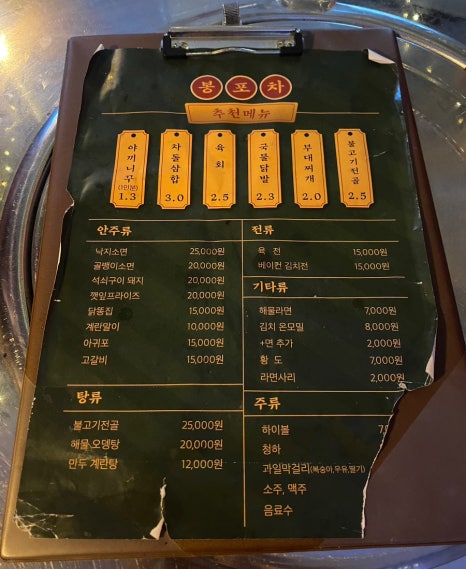 봉포차
추천메뉴
야끼니꾸
(1인분)
1.3
차돌삼합
3.0
육회
2.5
국물닭발
2.3
부대찌개
2.0
불고기전골
2.5
안주류
낙지소면 25,000원
골뱅이소면 20,000원
석쇠구이 돼지 20,000원
깻잎프라이즈 20,000원
닭똥집 15,000원
계란말이 10,000원
아귀포 15,000원
고갈비 15,000원
탕류
불고기전골 25,000원
해물 오뎅탕 20,000원
만두 계란탕 12,000원
전류
육 전 15,000원
베이컨 김치전 15,000원
기타류
해물라면 7,000원
김치 온모밀 8,000원
+면 추가 2,000원
황 도 7,000원
라면사리 2,000원
주류
하이볼
청하
과일막걸리(복숭아,우유,딸기)
소주, 맥주
음료수